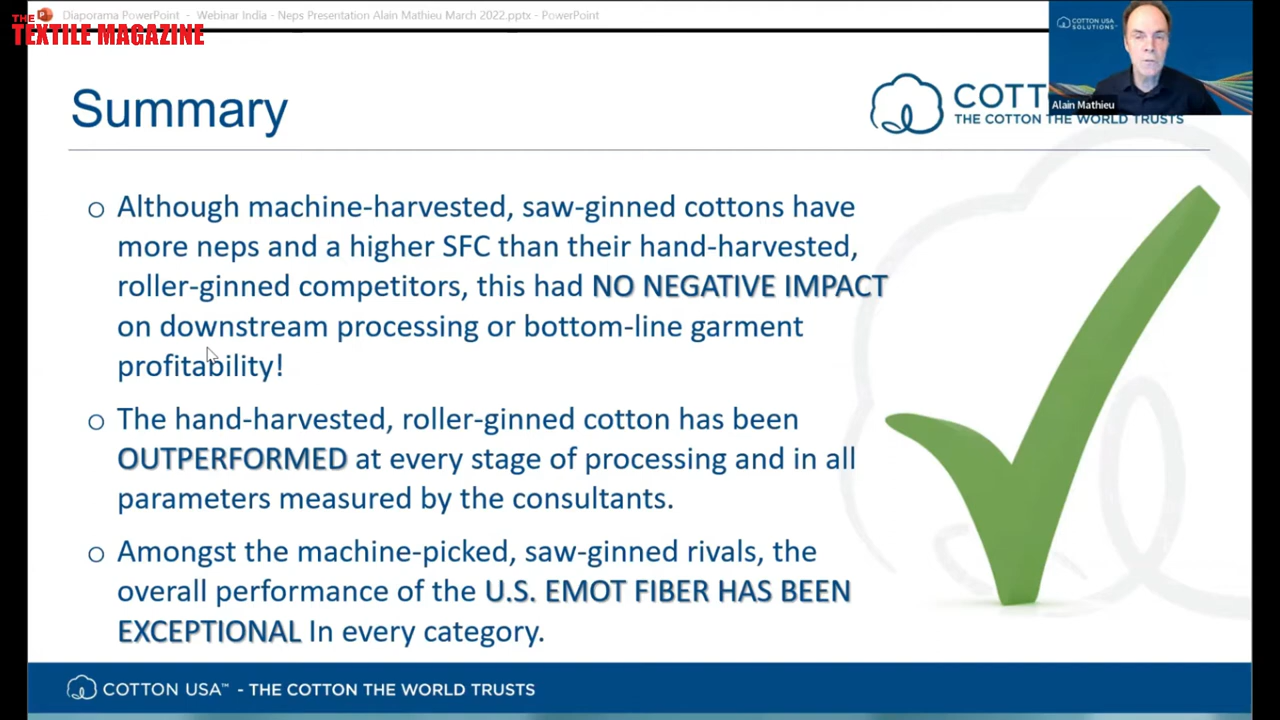 Diaporama PowerPoint - Webinar India - Neps Presentation Alain Mathieu March 2022.pptx - PowerPoint
THE
TEXTILE MAGAZINE
COTTON USA
SOLUTIONS
Alain Mathieu
Summary
THE COTTON THE WORLD TRUSTS
o Although machine-harvested, saw-ginned cottons have
more neps and a higher SFC than their hand-harvested,
roller-ginned competitors, this had NO NEGATIVE IMPACT
on downstream processing or bottom-line garment
profitability!
o The hand-harvested, roller-ginned cotton has been
OUTPERFORMED at every stage of processing and in all
parameters measured by the consultants.
o Amongst the machine-picked, saw-ginned rivals, the
overall performance of the U.S. EMOT FIBER HAS BEEN
EXCEPTIONAL In every category.
COTTON USA™ - THE COTTON THE WORLD TRUSTS